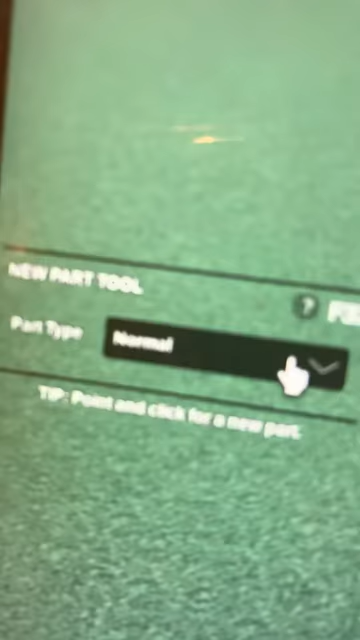 NEW PART TOOL
?
Part Type Normal
TIP: Point and click for a new part.